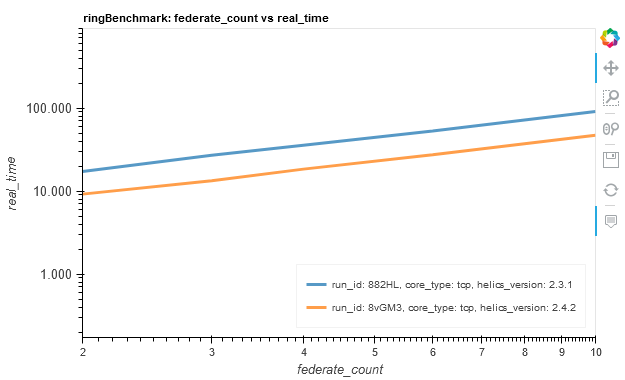 ringBenchmark: federate_count vs real_time
100.000
10.000
1.000
real_time
run_id: 882HL, core_type: tcp, helics_version: 2.3.1
run_id: 8vGM3, core_type: tcp, helics_version: 2.4.2
2 3 4 5 6 7 8 9 10
federate_count